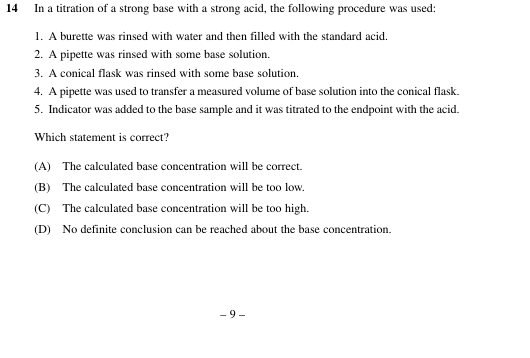 14 In a titration of a strong base with a strong acid, the following procedure was used:
1. A burette was rinsed with water and then filled with the standard acid.
2. A pipette was rinsed with some base solution.
3. A conical flask was rinsed with some base solution.
4. A pipette was used to transfer a measured volume of base solution into the conical flask.
5. Indicator was added to the base sample and it was titrated to the endpoint with the acid.
Which statement is correct?
(A) The calculated base concentration will be correct.
(B) The calculated base concentration will be too low.
(C) The calculated base concentration will be too high.
(D) No definite conclusion can be reached about the base concentration.
– 9 –